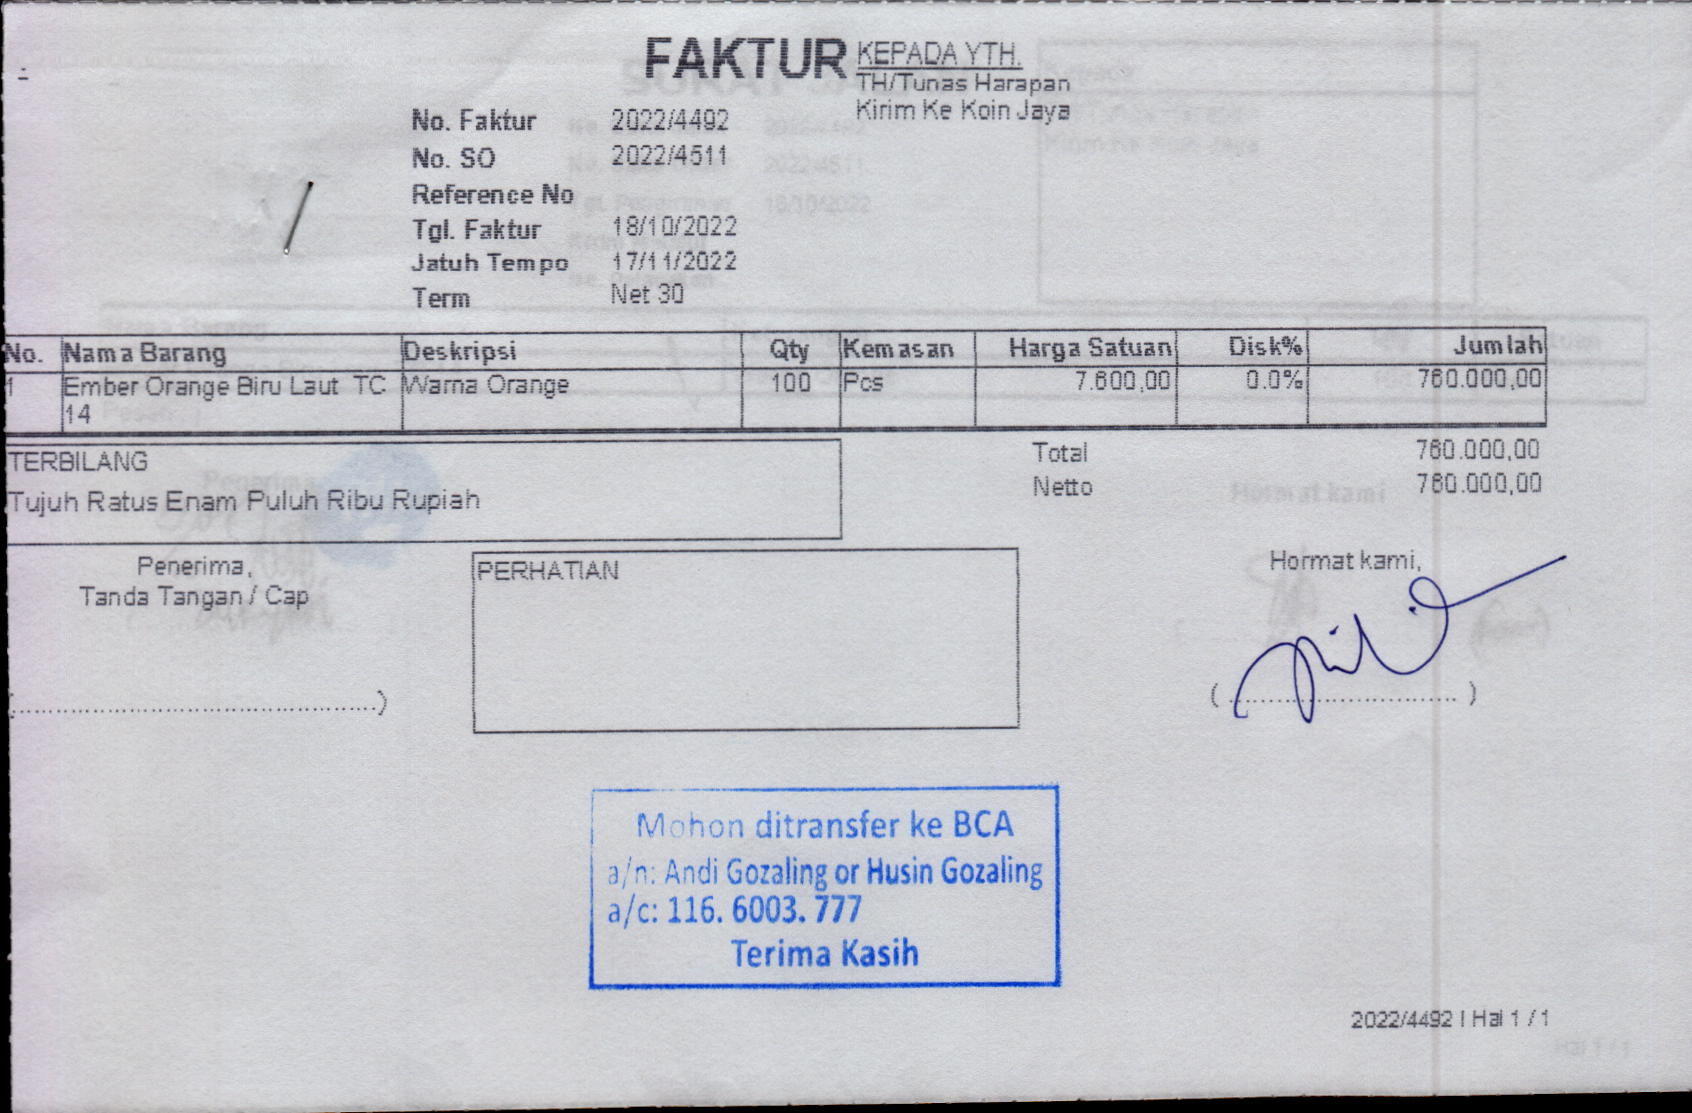 FAKTUR
KEPADA YTH.
TH/Tunas Harapan
Kirim Ke Koin Jaya
No. Faktur 2022/4492
No. SO 2022/4511
Reference No
Tgl. Faktur 18/10/2022
Jatuh Tempo 17/11/2022
Term Net 30
No. Nama Barang Deskripsi Qty Kemasan Harga Satuan Disk% Jumlah
1 Ember Orange Biru Laut TC Warna Orange 100 Pcs 7.600,00 0.0% 760.000,00
14
TERBILANG
Tujuh Ratus Enam Puluh Ribu Rupiah
Total 760.000,00
Netto 760.000,00
Penerima,
Tanda Tangan / Cap
PERHATIAN
Hormat kami,
Mohon ditransfer ke BCA
a/n: Andi Gozaling or Husin Gozaling
a/c: 116. 6003. 777
Terima Kasih
2022/4492 | Hal 1 / 1